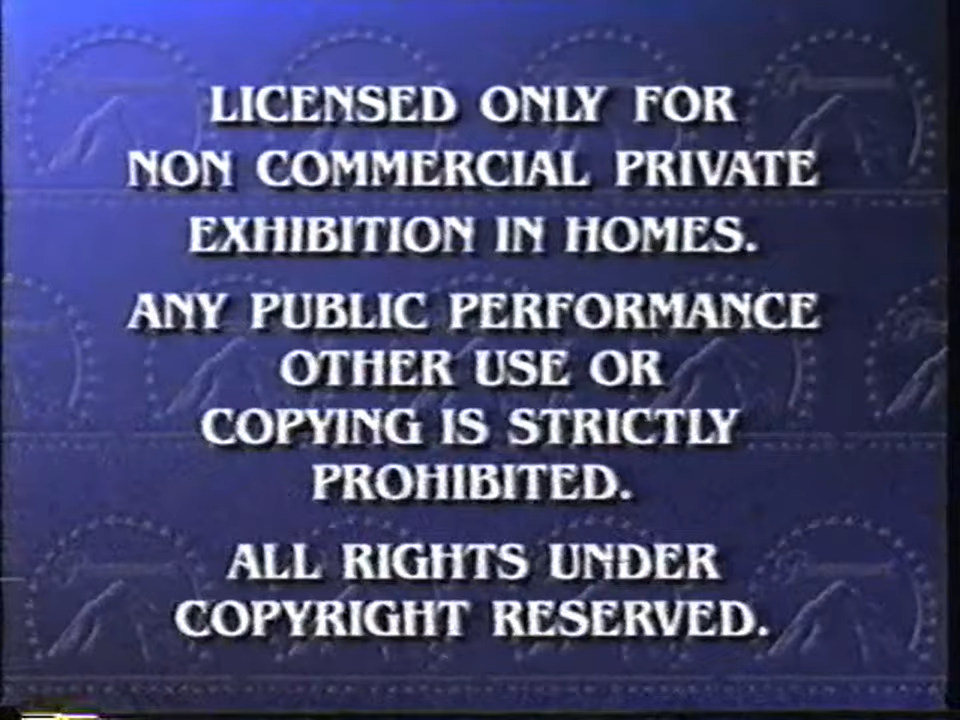 LICENSED ONLY FOR
NON COMMERCIAL PRIVATE
EXHIBITION IN HOMES.
ANY PUBLIC PERFORMANCE
OTHER USE OR
COPYING IS STRICTLY
PROHIBITED.
ALL RIGHTS UNDER
COPYRIGHT RESERVED.